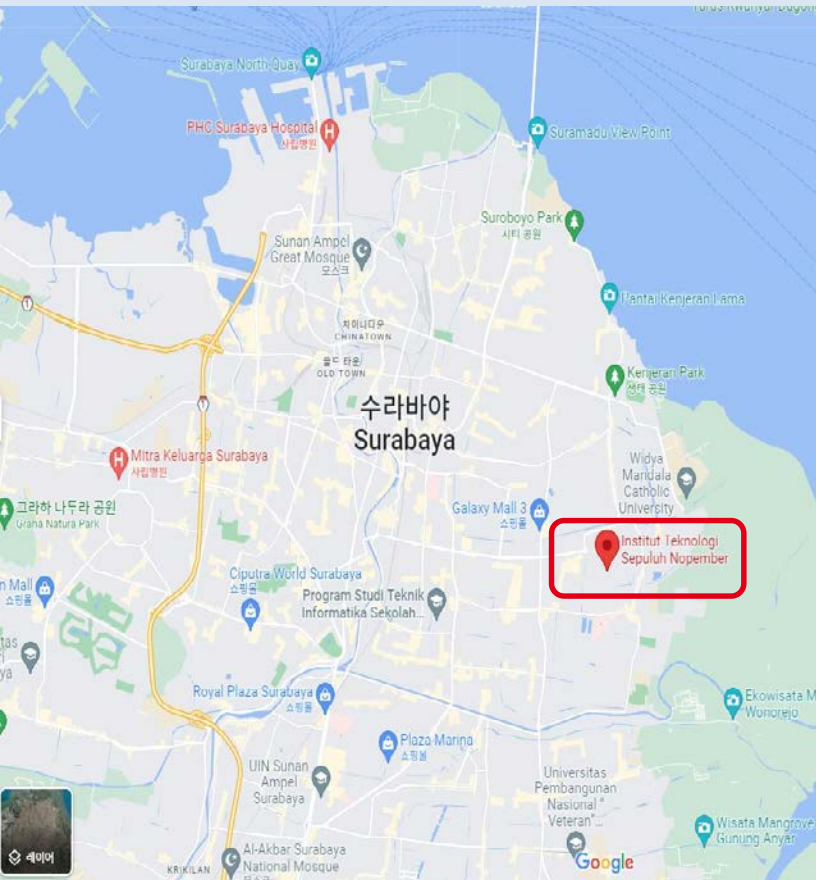 Surabaya North Quay
PHC Surabaya Hospital
사립병원
Suramadu View Point
Suroboyo Park
시티 공원
Sunan Ampel
Great Mosque
모스크
Pantai Kenjeran Lama
차이나타운
CHINATOWN
올드 타운
OLD TOWN
Kenjeran Park
생태 공원
수라바야
Surabaya
Mitra Keluarga Surabaya
사립병원
Widya
Mandala
Catholic
University
그라하 나투라 공원
Graha Natura Park
Galaxy Mall 3
쇼핑몰
Institut Teknologi
Sepuluh Nopember
Mall
쇼핑몰
Ciputra World Surabaya
쇼핑몰
Program Studi Teknik
Informatika Sekolah...
tas
ya
Royal Plaza Surabaya
쇼핑몰
Ekowisata M
Wonorejo
Plaza Marina
쇼핑몰
UIN Sunan
Ampel
Surabaya
Universitas
Pembangunan
Nasional "
Veteran"...
Wisata Mangrove
Gunung Anyar
레이어
KRIKILAN
Al-Akbar Surabaya
National Mosque
Google